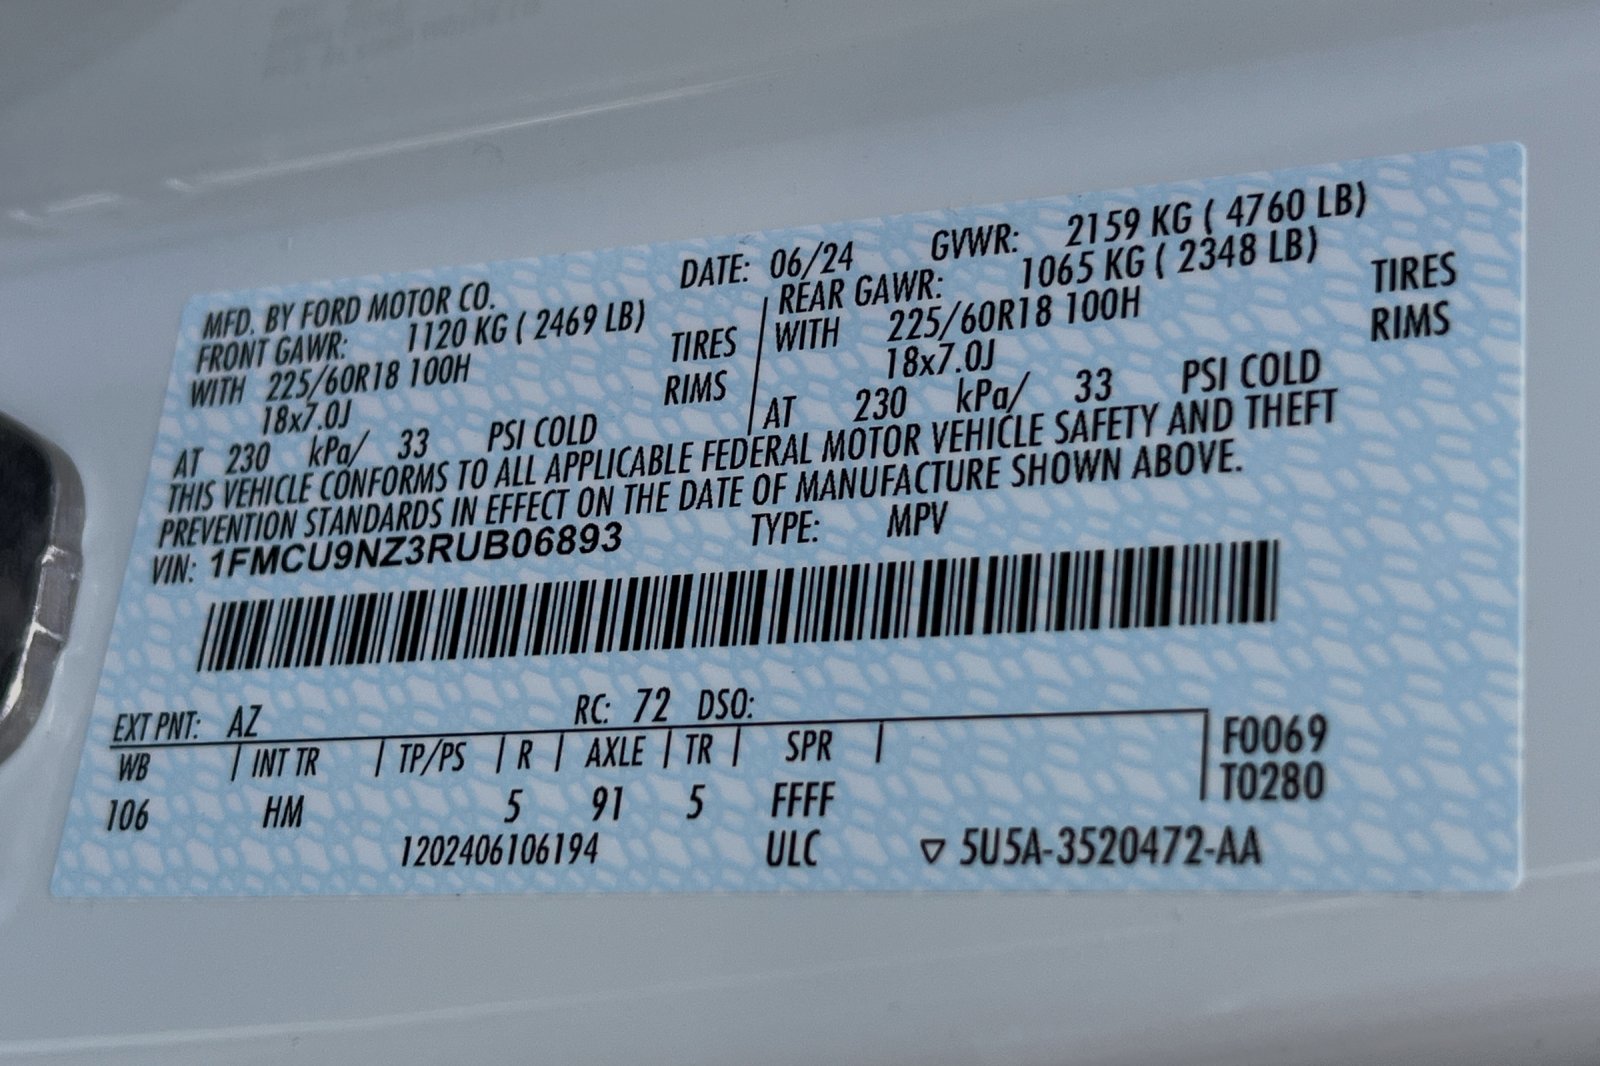 MFD. BY FORD MOTOR CO. DATE: 06/24 GVWR: 2159 KG ( 4760 LB)
FRONT GAWR: 1120 KG ( 2469 LB) REAR GAWR: 1065 KG ( 2348 LB)
WITH 225/60R18 100H TIRES WITH 225/60R18 100H TIRES
18x7.0J RIMS 18x7.0J RIMS
AT 230 kPa/ 33 PSI COLD AT 230 kPa/ 33 PSI COLD
THIS VEHICLE CONFORMS TO ALL APPLICABLE FEDERAL MOTOR VEHICLE SAFETY AND THEFT
PREVENTION STANDARDS IN EFFECT ON THE DATE OF MANUFACTURE SHOWN ABOVE.
VIN: 1FMCU9NZ3RUB06893 TYPE: MPV
EXT PNT: AZ RC: 72 DSO:
WB | INT TR | TP/PS | R | AXLE | TR | SPR | F0069
106 HM 5 91 5 FFFF T0280
1202406106194 ULC ▽ 5U5A-3520472-AA